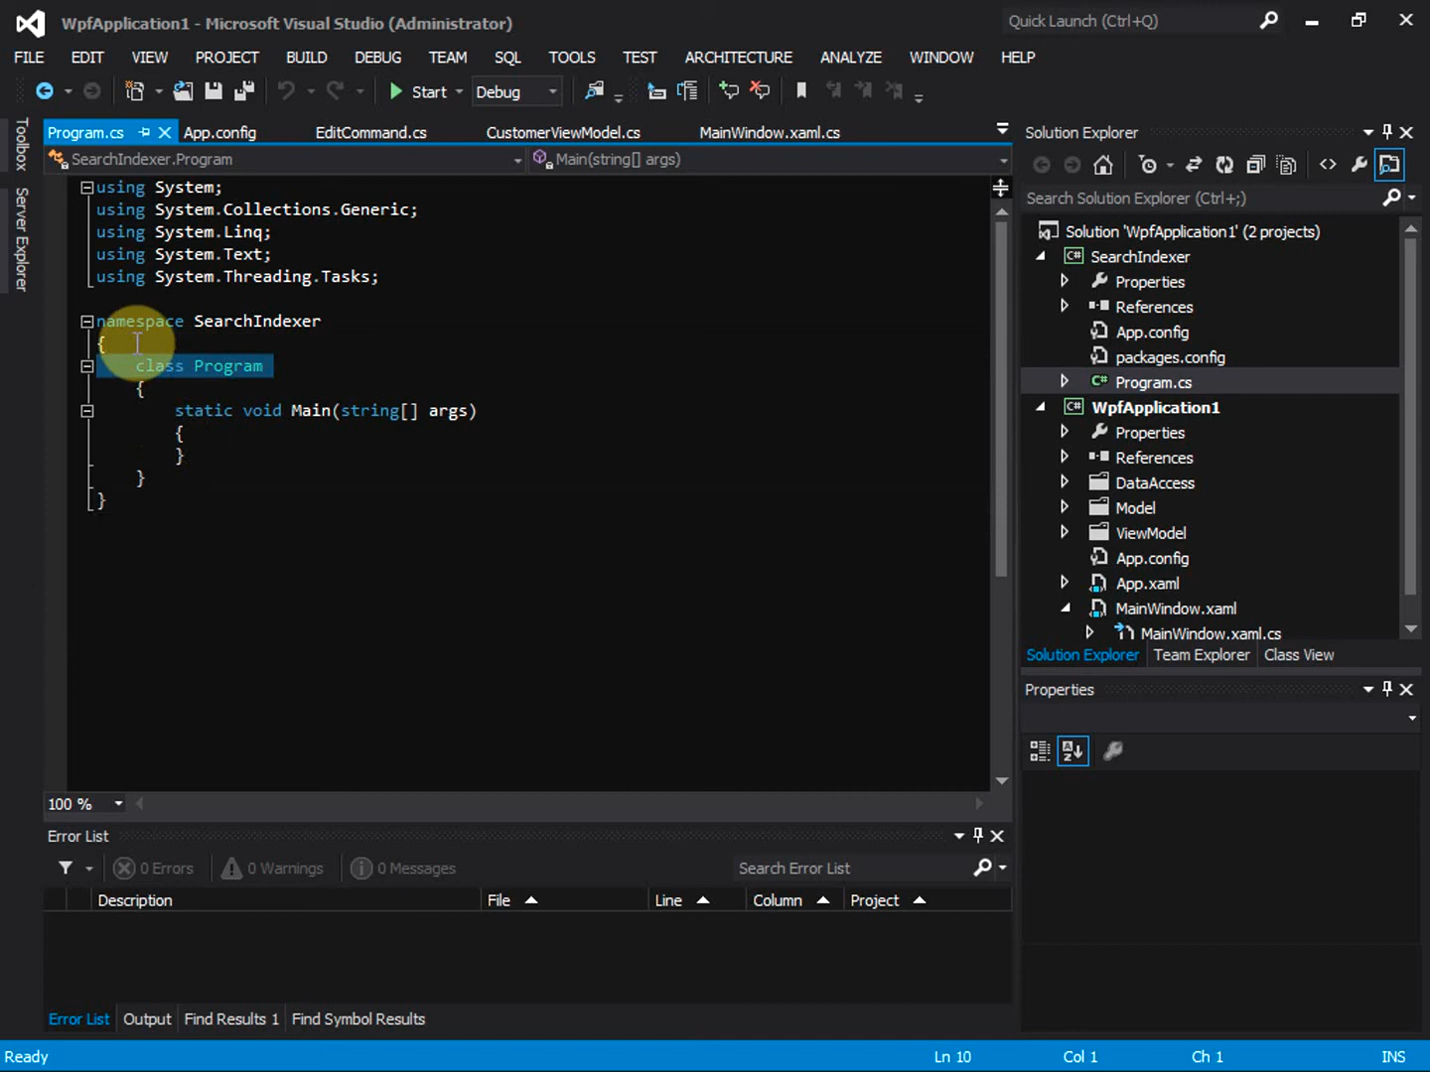 WpfApplication1 - Microsoft Visual Studio (Administrator)
Quick Launch (Ctrl+Q)
FILE EDIT VIEW PROJECT BUILD DEBUG TEAM SQL TOOLS TEST ARCHITECTURE ANALYZE WINDOW HELP
Start Debug
Toolbox
Server Explorer
Program.cs App.config EditCommand.cs CustomerViewModel.cs MainWindow.xaml.cs
SearchIndexer.Program Main(string[] args)
using System;
using System.Collections.Generic;
using System.Linq;
using System.Text;
using System.Threading.Tasks;
namespace SearchIndexer
{
class Program
{
static void Main(string[] args)
{
}
}
}
100 %
Solution Explorer
Search Solution Explorer (Ctrl+;)
Solution 'WpfApplication1' (2 projects)
C# SearchIndexer
Properties
References
App.config
packages.config
C# Program.cs
C# WpfApplication1
Properties
References
DataAccess
Model
ViewModel
App.config
App.xaml
MainWindow.xaml
MainWindow.xaml.cs
Solution Explorer Team Explorer Class View
Properties
Error List
0 Errors 0 Warnings 0 Messages Search Error List
Description File Line Column Project
Error List Output Find Results 1 Find Symbol Results
Ready Ln 10 Col 1 Ch 1 INS